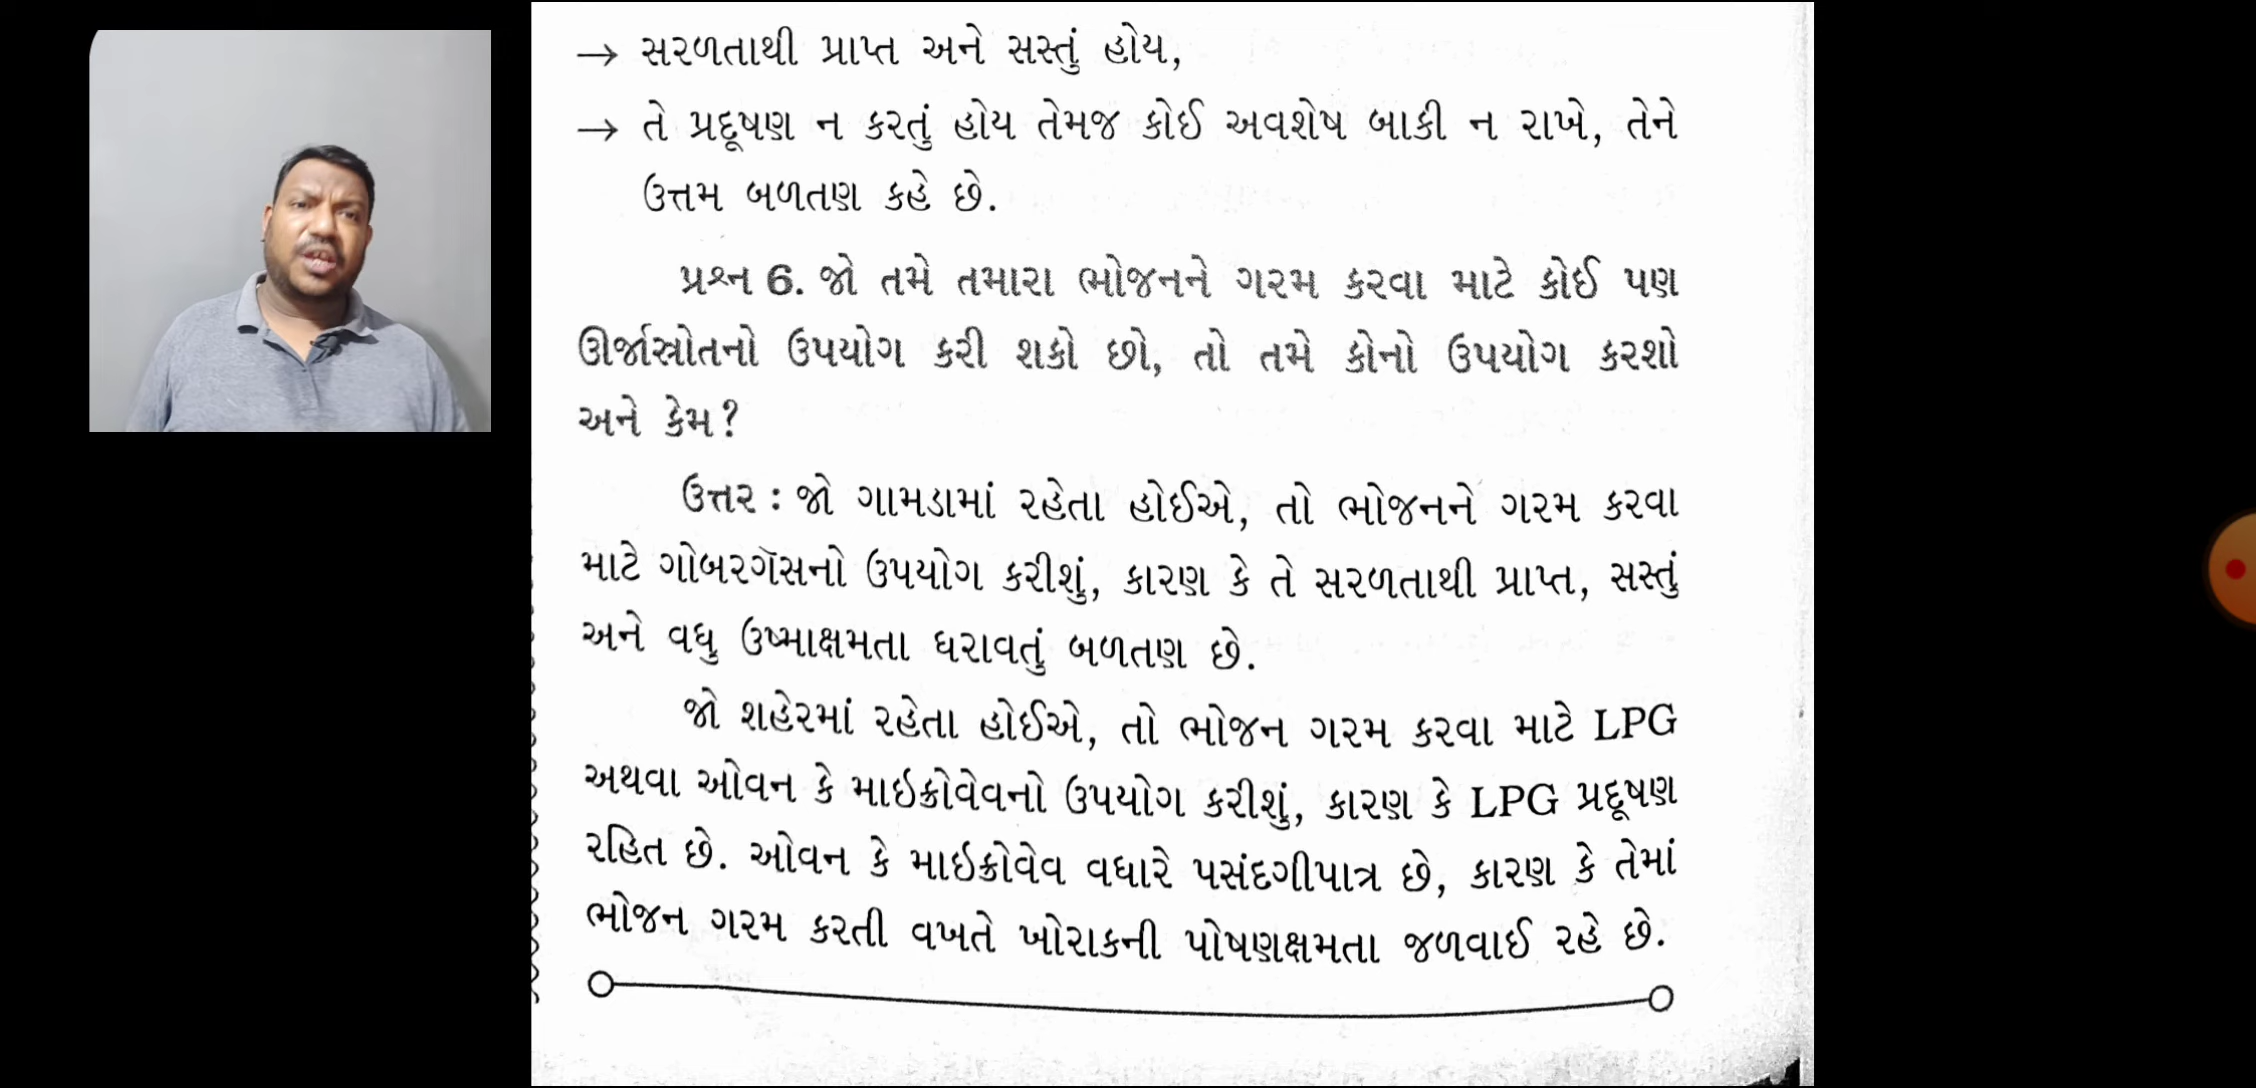 → સરળતાથી પ્રાપ્ત અને સસ્તું હોય,
→ તે પ્રદૂષણ ન કરતું હોય તેમજ કોઈ અવશેષ બાકી ન રાખે, તેને
ઉત્તમ બળતણ કહે છે.
પ્રશ્ન 6. જો તમે તમારા ભોજનને ગરમ કરવા માટે કોઈ પણ
ઊર્જાસ્રોતનો ઉપયોગ કરી શકો છો, તો તમે કોનો ઉપયોગ કરશો
અને કેમ?
ઉત્તર : જો ગામડામાં રહેતા હોઈએ, તો ભોજનને ગરમ કરવા
માટે ગોબરગૅસનો ઉપયોગ કરીશું, કારણ કે તે સરળતાથી પ્રાપ્ત, સસ્તું
અને વધુ ઉષ્માક્ષમતા ધરાવતું બળતણ છે.
જો શહેરમાં રહેતા હોઈએ, તો ભોજન ગરમ કરવા માટે LPG
અથવા ઓવન કે માઇક્રોવેવનો ઉપયોગ કરીશું, કારણ કે LPG પ્રદૂષણ
રહિત છે. ઓવન કે માઇક્રોવેવ વધારે પસંદગીપાત્ર છે, કારણ કે તેમાં
ભોજન ગરમ કરતી વખતે ખોરાકની પોષણક્ષમતા જળવાઈ રહે છે.